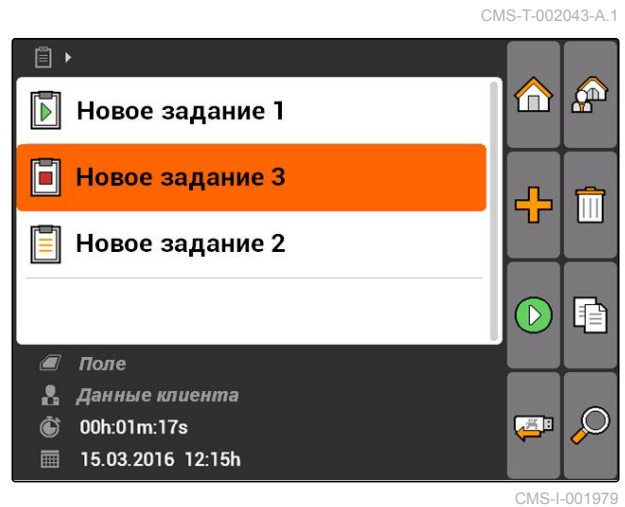 CMS-T-002043-A.1
Новое задание 1
Новое задание 3
Новое задание 2
Поле
Данные клиента
00h:01m:17s
15.03.2016 12:15h
CMS-I-001979